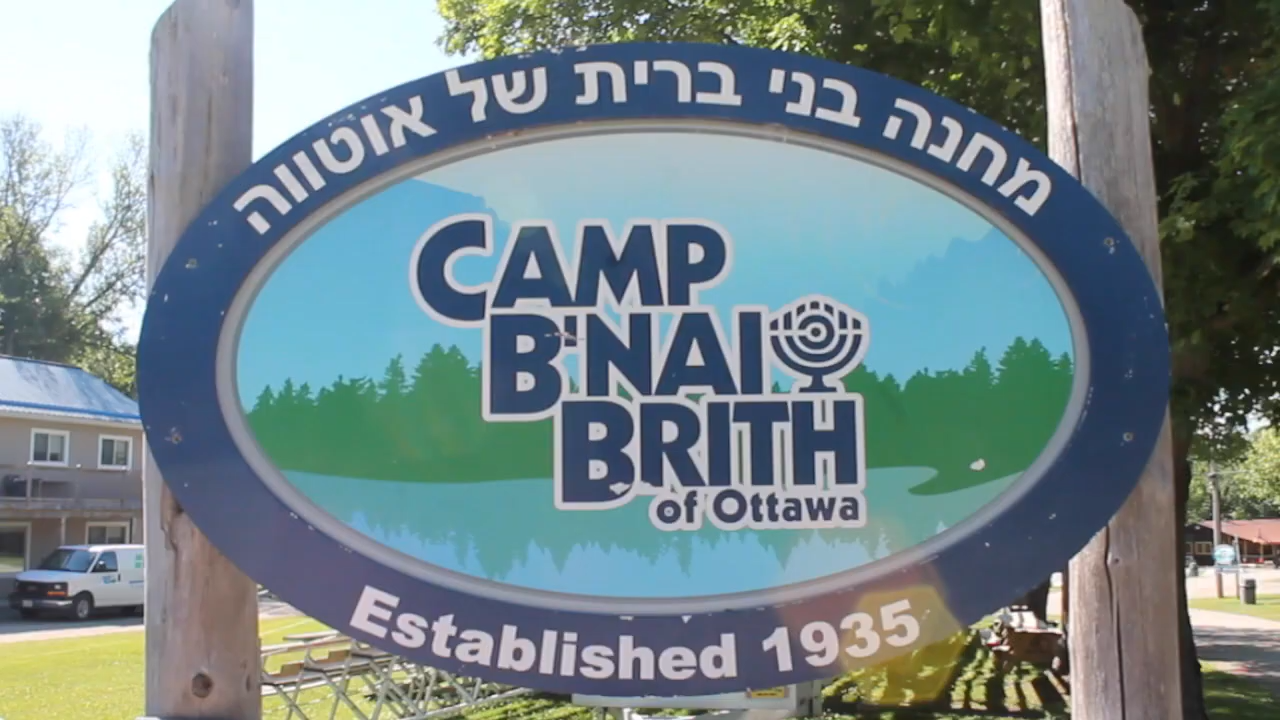 מחנה בני ברית של אוטווה
CAMP
B'NAI
BRITH
of Ottawa
Established 1935